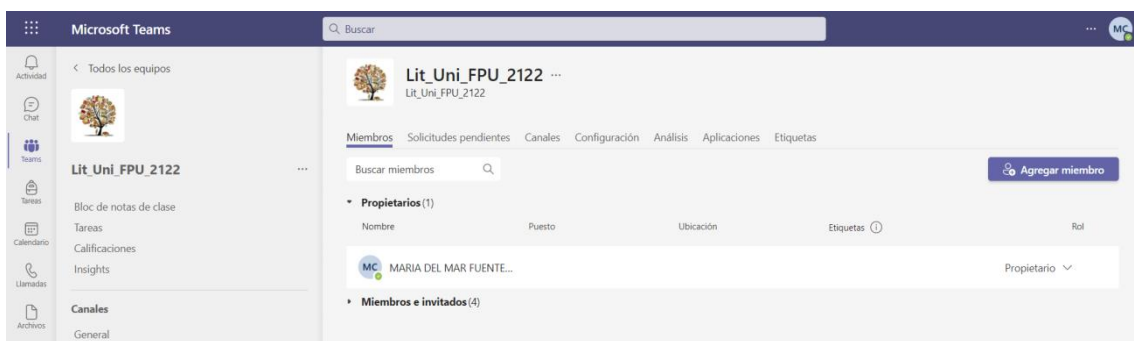 Microsoft Teams
Buscar
MC
Actividad
Chat
Teams
Tareas
Calendario
Llamadas
Archivos
Todos los equipos
Lit_Uni_FPU_2122
Bloc de notas de clase
Tareas
Calificaciones
Insights
Canales
General
Lit_Uni_FPU_2122
Lit_Uni_FPU_2122
Miembros Solicitudes pendientes Canales Configuración Análisis Aplicaciones Etiquetas
Buscar miembros
Agregar miembro
Propietarios (1)
Nombre Puesto Ubicación Etiquetas Rol
MC MARIA DEL MAR FUENTE... Propietario
Miembros e invitados (4)